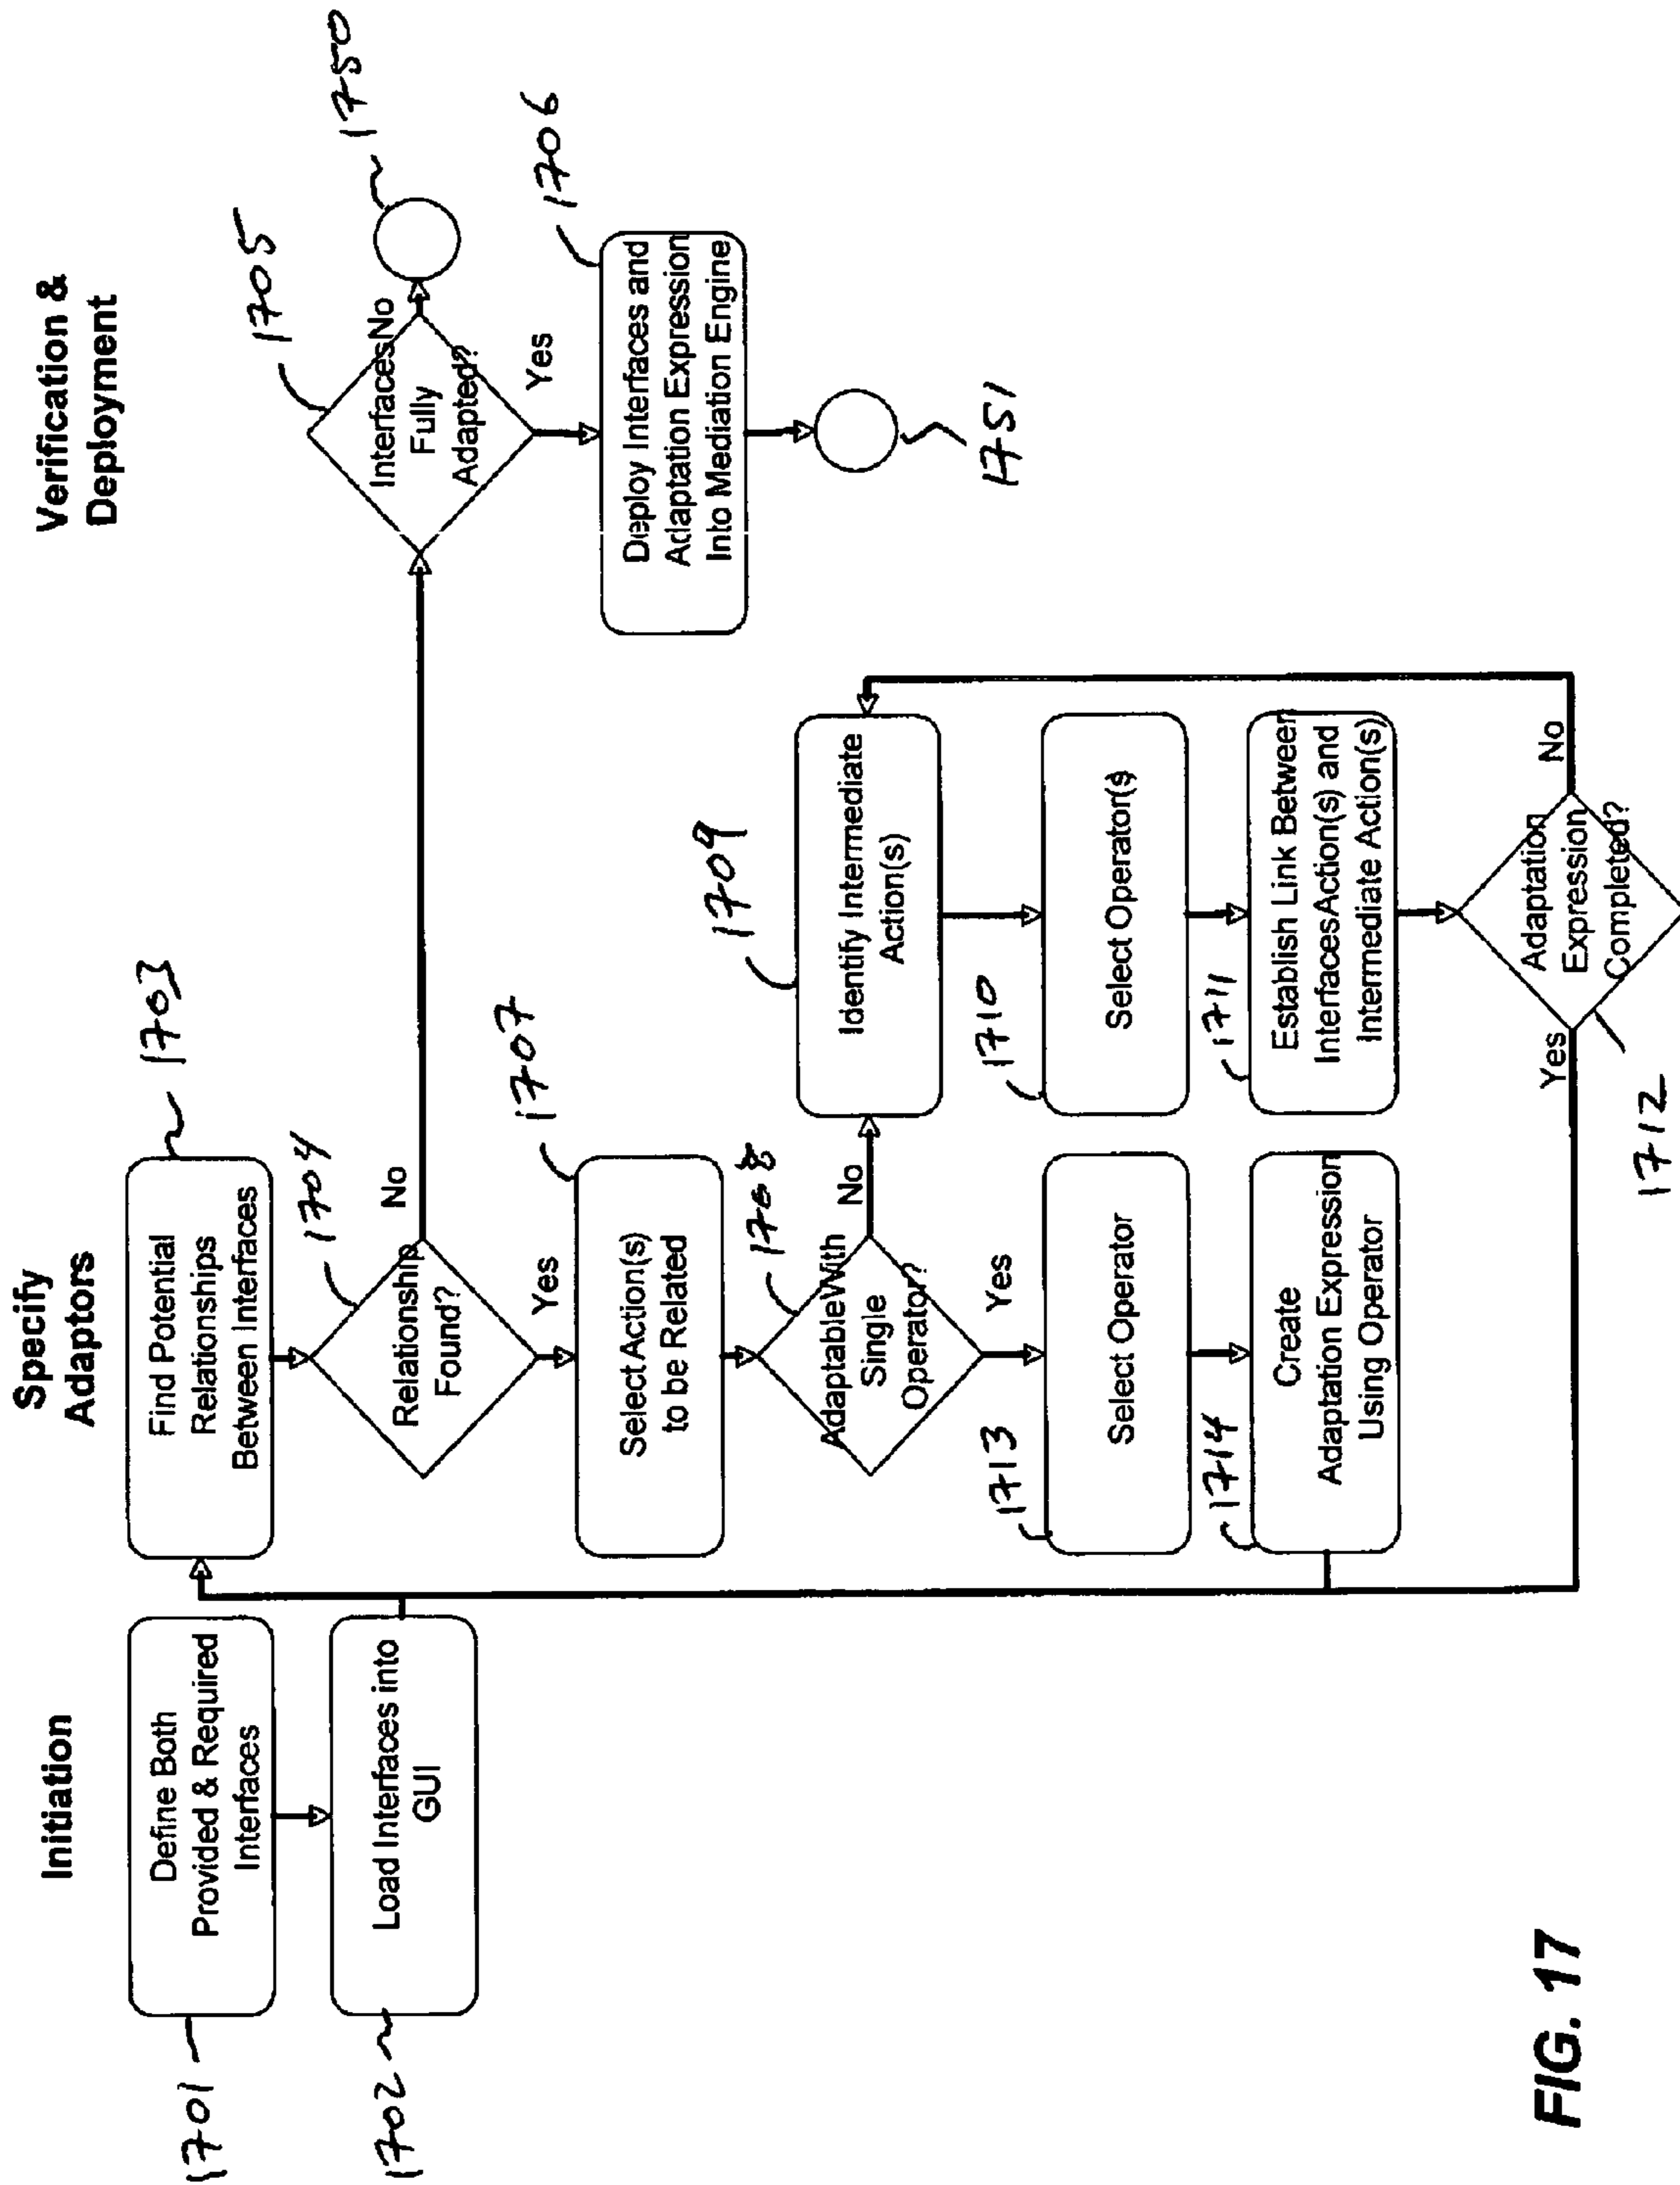 Initiation
1701
Define Both
Provided & Required
Interfaces
1702
Load Interfaces into
GUI
Specify
Adaptors
1703
Find Potential
Relationships
Between Interfaces
1704
Relationship
Found?
No
Yes
1707
Select Action(s)
to be Related
1708
AdaptableWith
Single
Operator?
No
Yes
1713
Select Operator
1714
Create
Adaptation Expression
Using Operator
1709
Identify Intermediate
Action(s)
1710
Select Operator(s)
1711
Establish Link Between
InterfacesAction(s) and
Intermediate Action(s)
Adaptation
Expression
Completed?
Yes
No
1712
Verification &
Deployment
1705
Interfaces
Fully
Adapted?
No
1750
Yes
1706
Deploy Interfaces and
Adaptation Expression
Into Mediation Engine
1751
FIG. 17